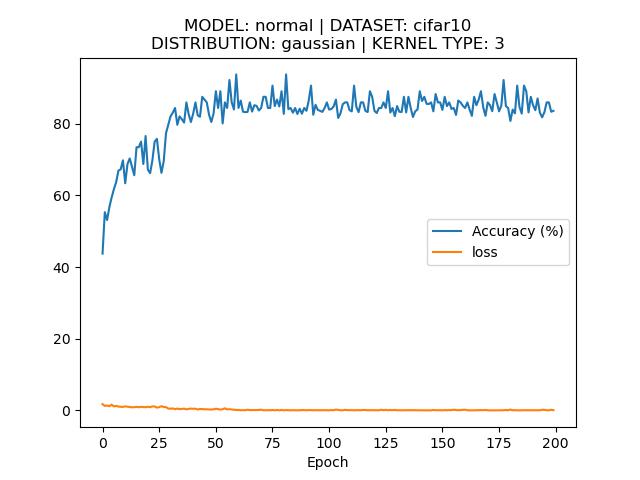 MODEL: normal | DATASET: cifar10
DISTRIBUTION: gaussian | KERNEL TYPE: 3
80
60
40
20
0
Accuracy (%)
loss
0 25 50 75 100 125 150 175 200
Epoch